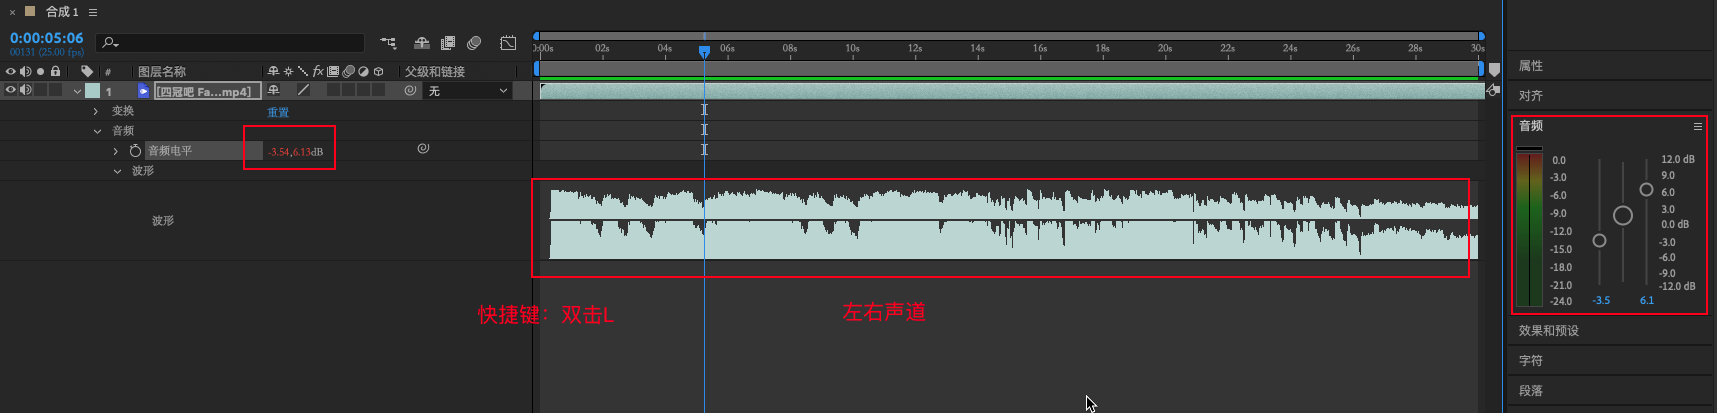 × 合成 1 ≡
0:00:05:06
00131 (25.00 fps)
:00s 02s 04s 06s 08s 10s 12s 14s 16s 18s 20s 22s 24s 26s 28s 30s
# 图层名称 fx 父级和链接
1 [四冠吧 Fa...mp4] 无
变换 重置
音频
音频电平 -3.54,6.13dB
波形
波形
快捷键：双击L
左右声道
属性
对齐
音频
0.0 12.0 dB
-3.0 9.0
-6.0 6.0
-9.0 3.0
-12.0 0.0 dB
-15.0 -3.0
-18.0 -6.0
-21.0 -9.0
-24.0 -12.0 dB
-3.5 6.1
效果和预设
字符
段落